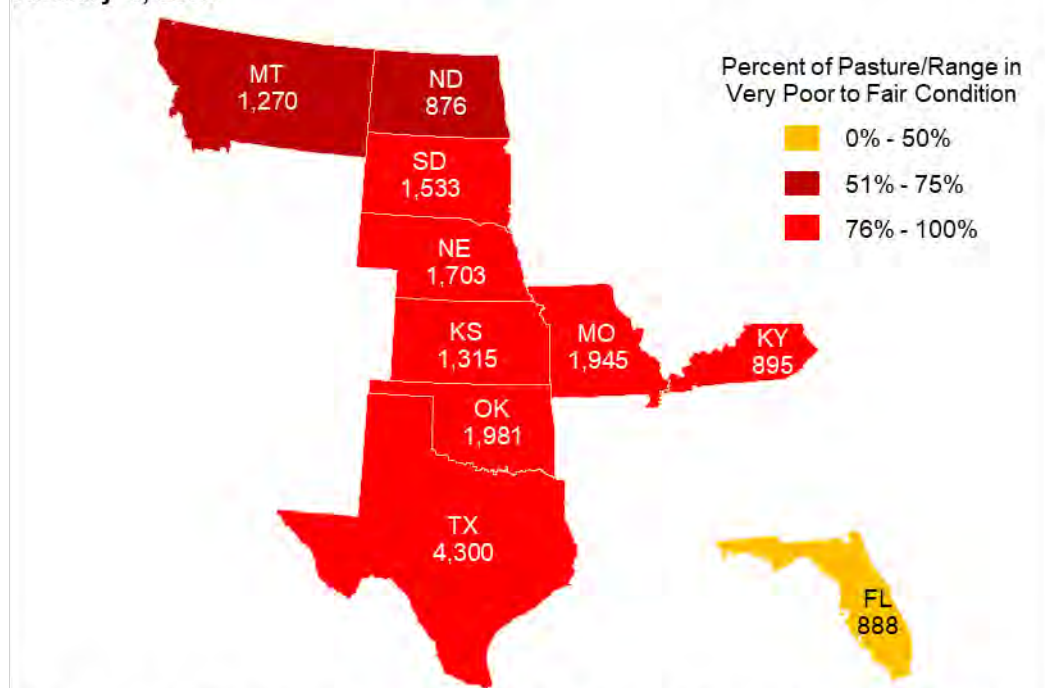 Percent of Pasture/Range in
Very Poor to Fair Condition
0% - 50%
51% - 75%
76% - 100%
MT
1,270
ND
876
SD
1,533
NE
1,703
KS
1,315
MO
1,945
KY
895
OK
1,981
TX
4,300
FL
888